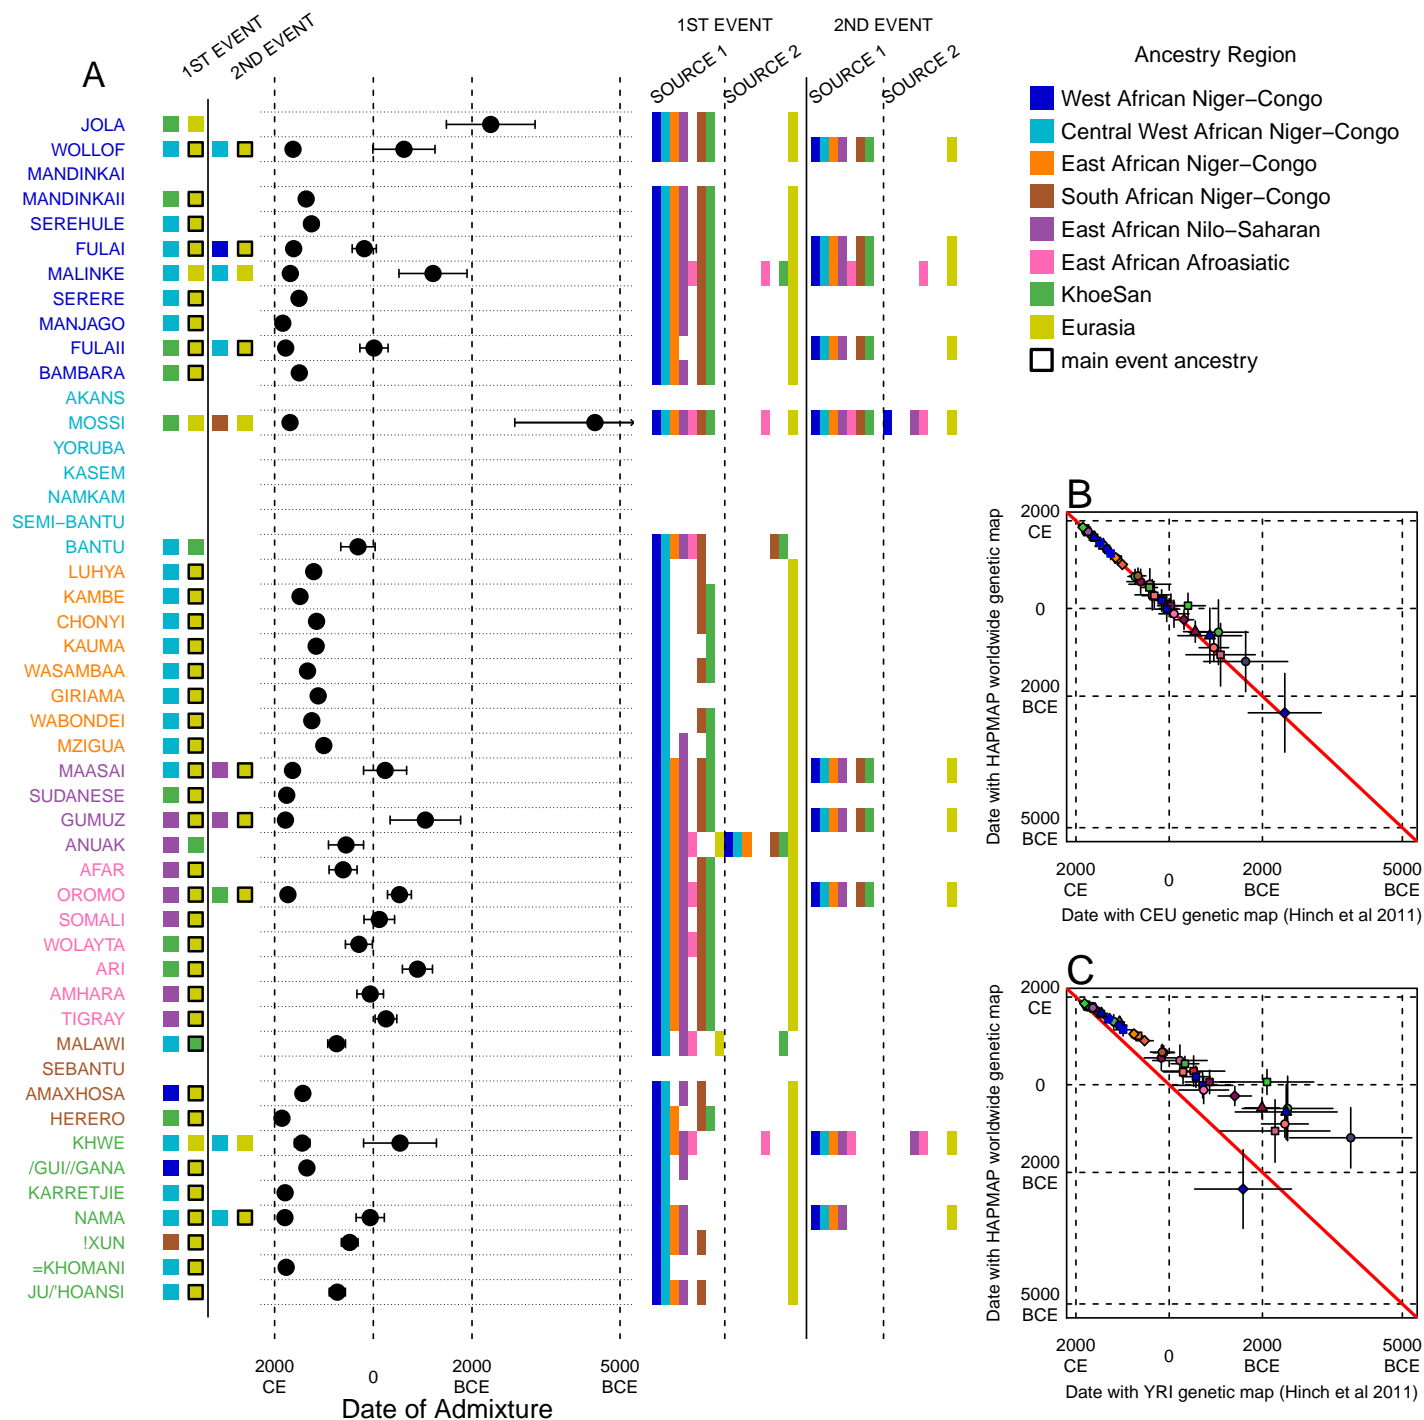 A
1ST EVENT
2ND EVENT
1ST EVENT
2ND EVENT
SOURCE 1
SOURCE 2
SOURCE 1
SOURCE 2
JOLA
WOLLOF
MANDINKAI
MANDINKAII
SEREHULE
FULAI
MALINKE
SERERE
MANJAGO
FULAII
BAMBARA
AKANS
MOSSI
YORUBA
KASEM
NAMKAM
SEMI−BANTU
BANTU
LUHYA
KAMBE
CHONYI
KAUMA
WASAMBAA
GIRIAMA
WABONDEI
MZIGUA
MAASAI
SUDANESE
GUMUZ
ANUAK
AFAR
OROMO
SOMALI
WOLAYTA
ARI
AMHARA
TIGRAY
MALAWI
SEBANTU
AMAXHOSA
HERERO
KHWE
/GUI//GANA
KARRETJIE
NAMA
!XUN
=KHOMANI
JU/'HOANSI
2000 0 2000 5000
CE BCE BCE
Date of Admixture
Ancestry Region
West African Niger−Congo
Central West African Niger−Congo
East African Niger−Congo
South African Niger−Congo
East African Nilo−Saharan
East African Afroasiatic
KhoeSan
Eurasia
main event ancestry
B
Date with HAPMAP worldwide genetic map
2000
CE
0
2000
BCE
5000
BCE
2000 0 2000 5000
CE BCE BCE
Date with CEU genetic map (Hinch et al 2011)
C
Date with HAPMAP worldwide genetic map
2000
CE
0
2000
BCE
5000
BCE
2000 0 2000 5000
CE BCE BCE
Date with YRI genetic map (Hinch et al 2011)